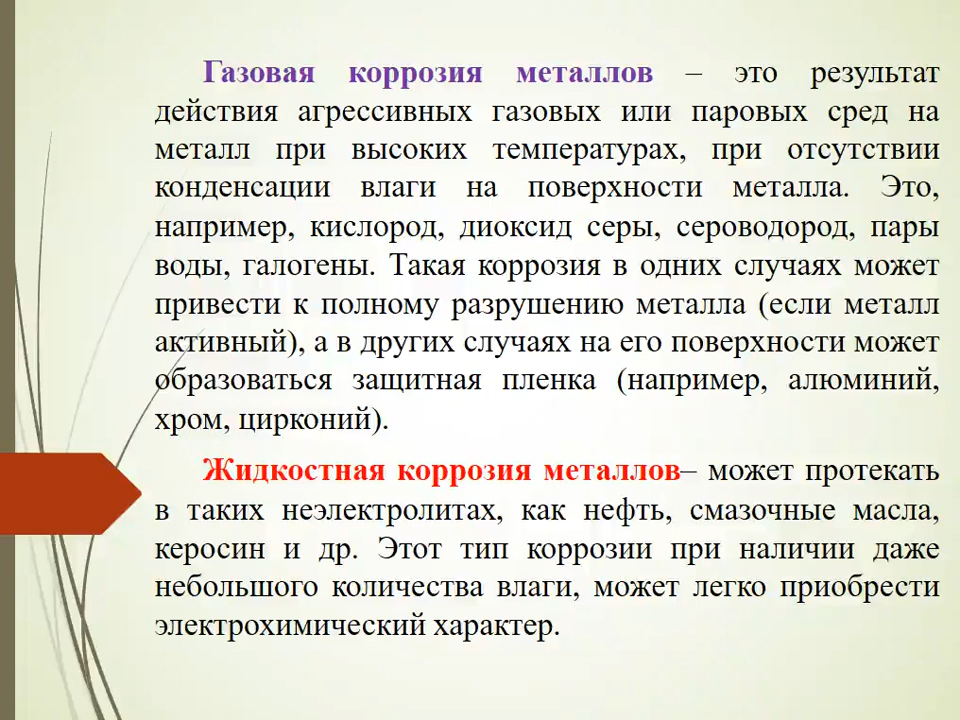 Газовая коррозия металлов – это результат
действия агрессивных газовых или паровых сред на
металл при высоких температурах, при отсутствии
конденсации влаги на поверхности металла. Это,
например, кислород, диоксид серы, сероводород, пары
воды, галогены. Такая коррозия в одних случаях может
привести к полному разрушению металла (если металл
активный), а в других случаях на его поверхности может
образоваться защитная пленка (например, алюминий,
хром, цирконий).
Жидкостная коррозия металлов– может протекать
в таких неэлектролитах, как нефть, смазочные масла,
керосин и др. Этот тип коррозии при наличии даже
небольшого количества влаги, может легко приобрести
электрохимический характер.